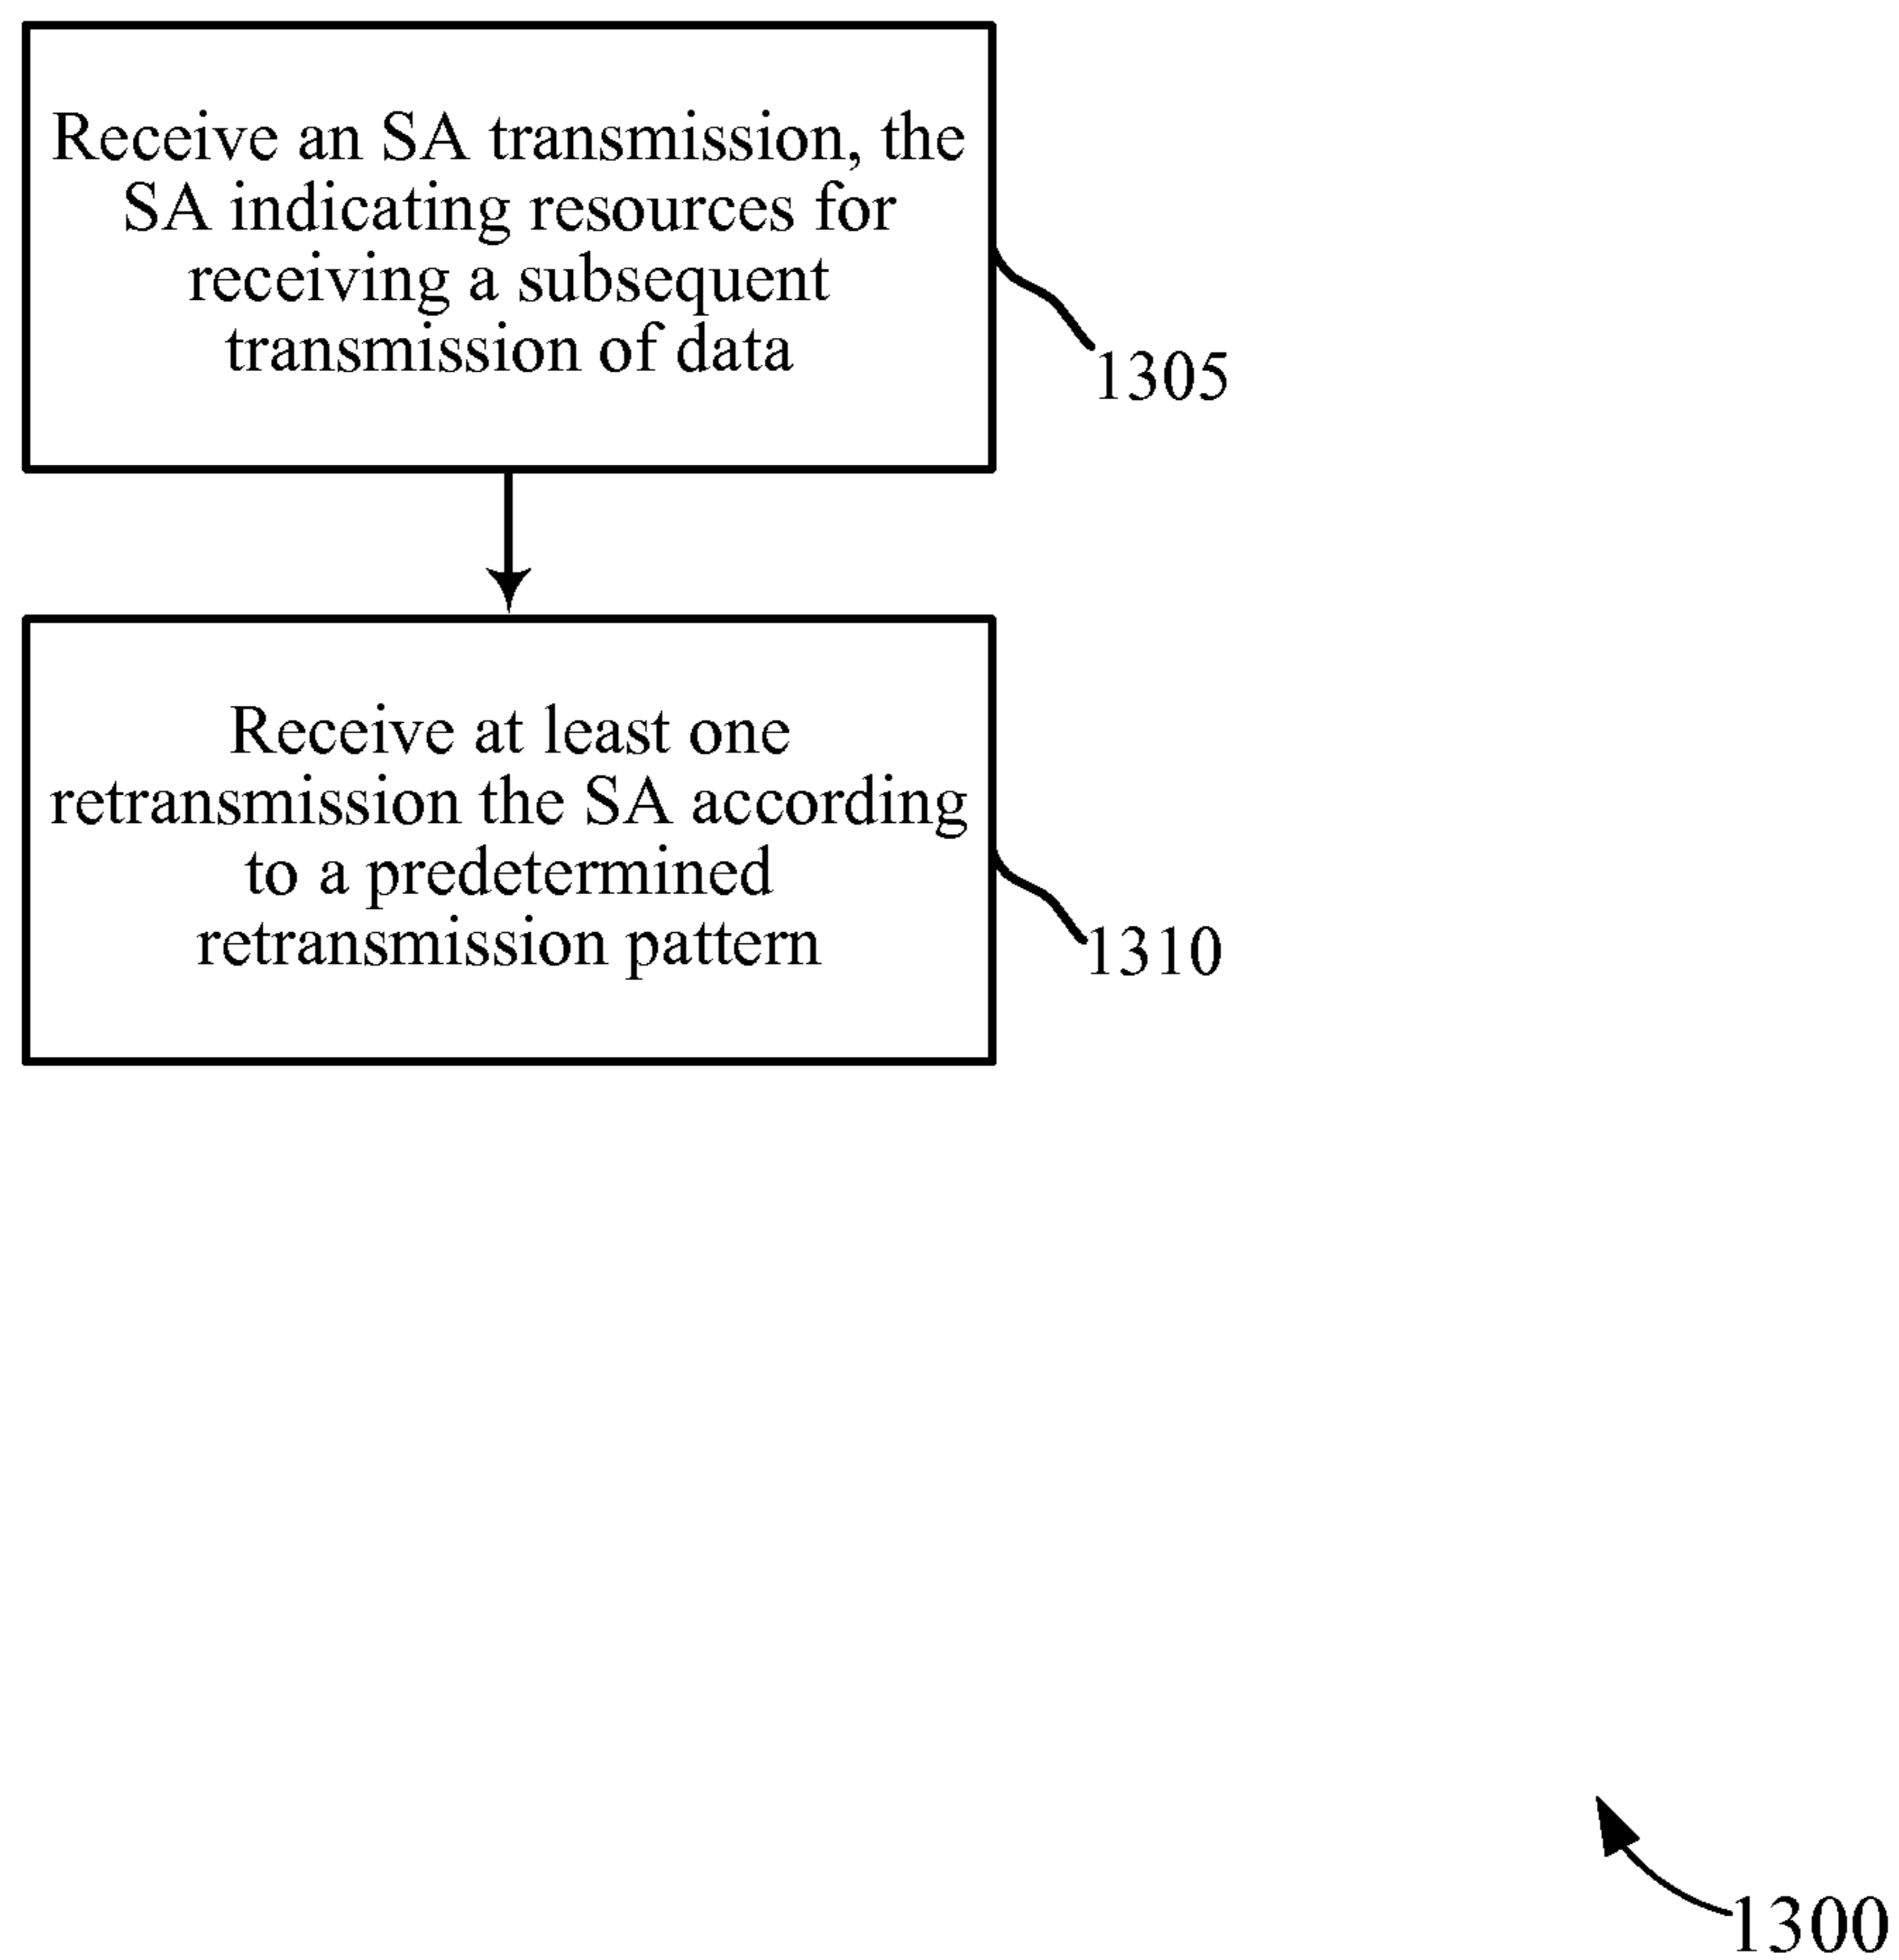 Receive an SA transmission, the
SA indicating resources for
receiving a subsequent
transmission of data
1305
Receive at least one
retransmission the SA according
to a predetermined
retransmission pattern
1310
1300